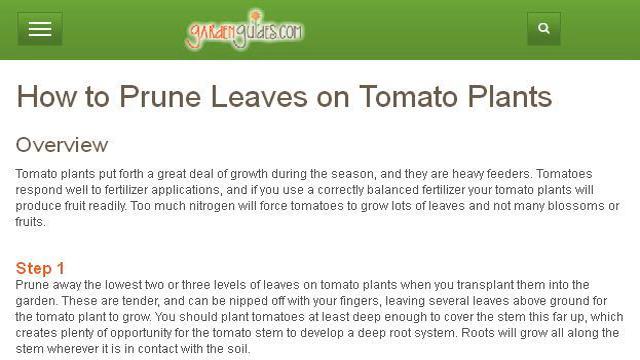 gardenguides.com
How to Prune Leaves on Tomato Plants
Overview
Tomato plants put forth a great deal of growth during the season, and they are heavy feeders. Tomatoes
respond well to fertilizer applications, and if you use a correctly balanced fertilizer your tomato plants will
produce fruit readily. Too much nitrogen will force tomatoes to grow lots of leaves and not many blossoms or
fruits.
Step 1
Prune away the lowest two or three levels of leaves on tomato plants when you transplant them into the
garden. These are tender, and can be nipped off with your fingers, leaving several leaves above ground for
the tomato plant to grow. You should plant tomatoes at least deep enough to cover the stem this far up, which
creates plenty of opportunity for the tomato stem to develop a deep root system. Roots will grow all along the
stem wherever it is in contact with the soil.